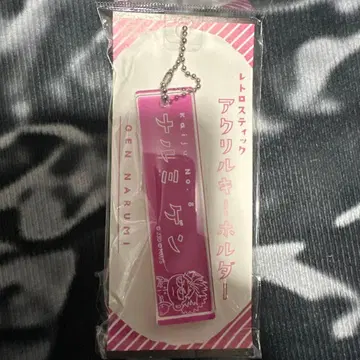 レトロスティック
アクリルキーホルダー
Kaiju No. 8
ナルミ ゲン
GEN NARUMI